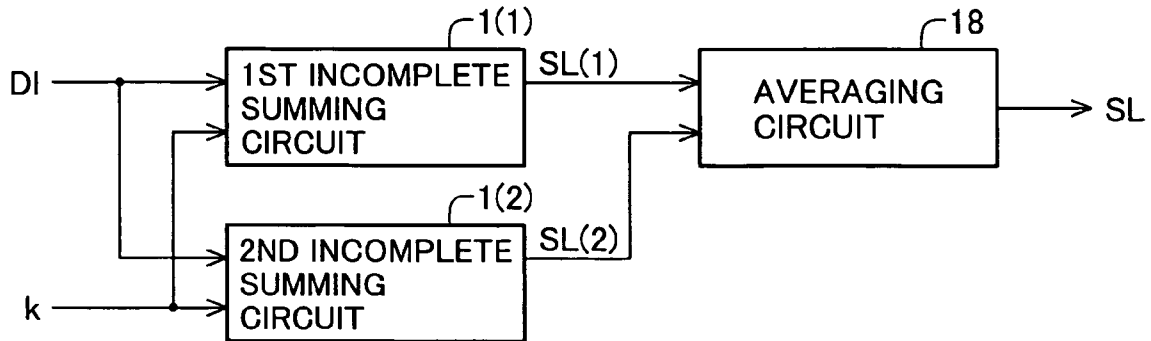 1(1)
18
DI
1ST INCOMPLETE
SUMMING
CIRCUIT
SL(1)
AVERAGING
CIRCUIT
SL
1(2)
2ND INCOMPLETE
SUMMING
CIRCUIT
SL(2)
k